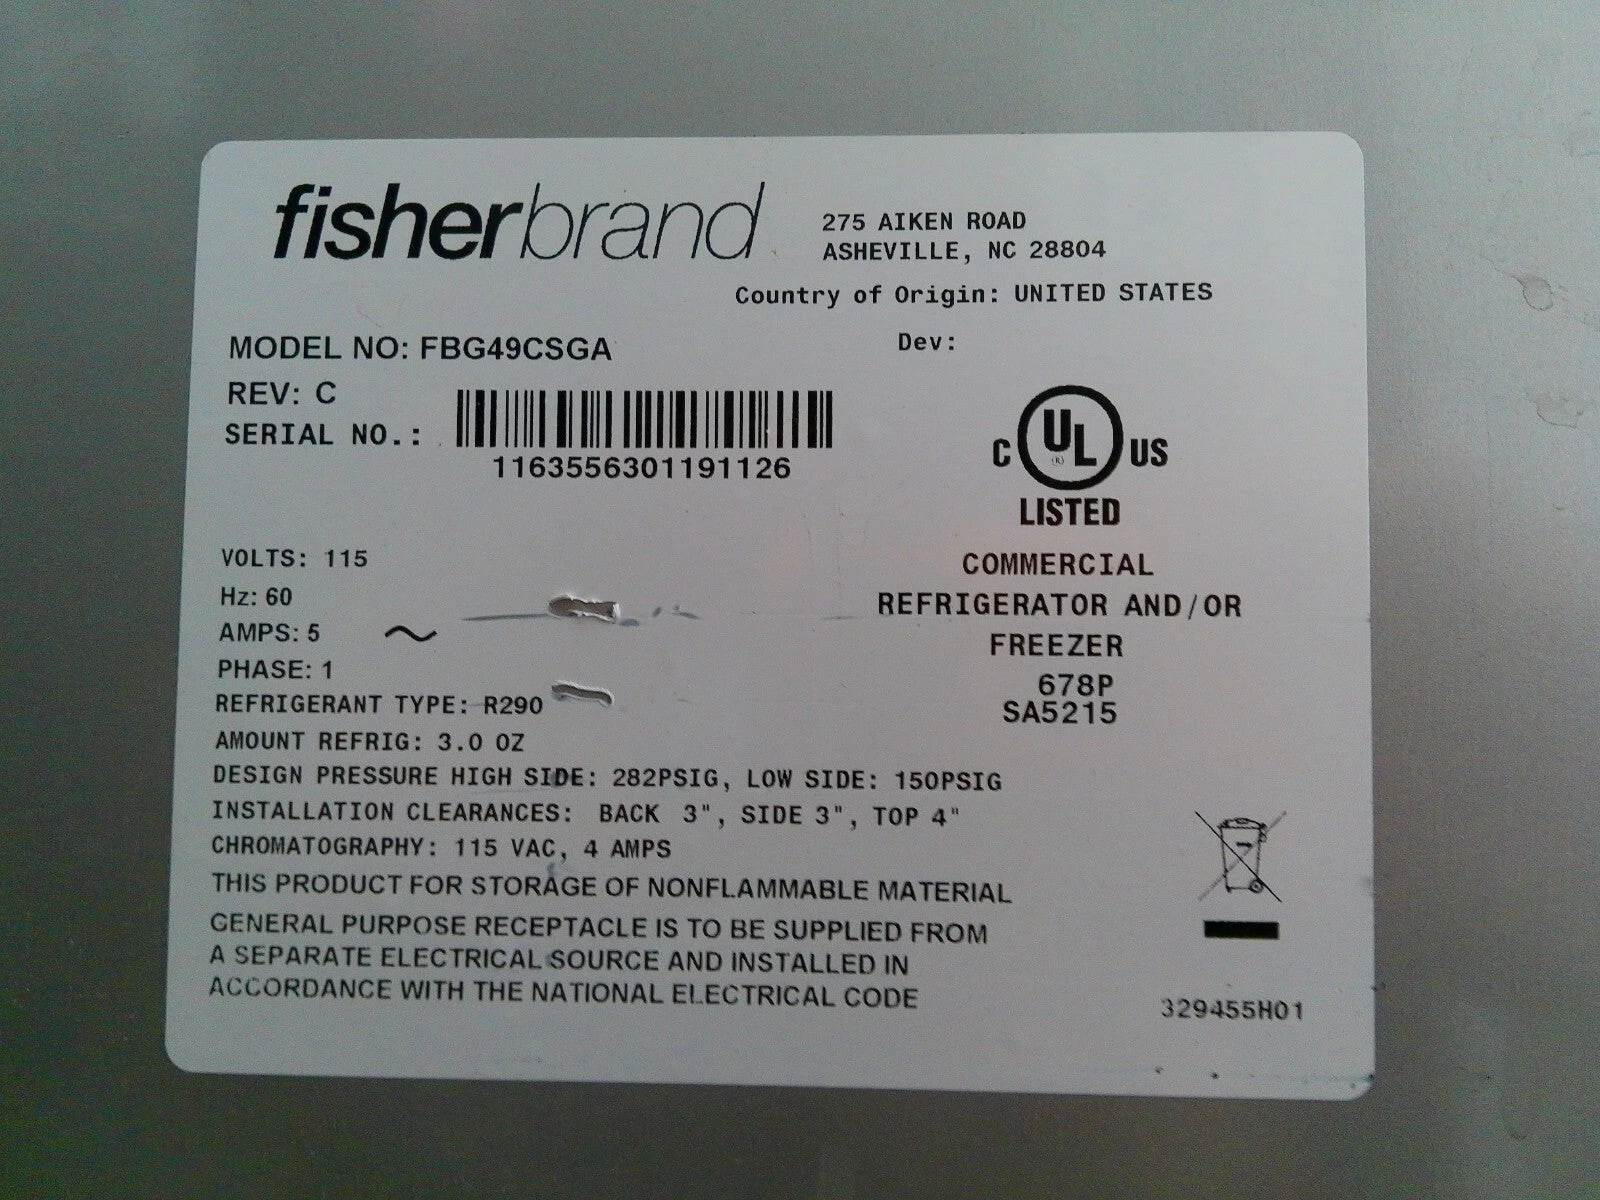 fisherbrand
275 AIKEN ROAD
ASHEVILLE, NC 28804
Country of Origin: UNITED STATES
MODEL NO: FBG49CSGA
Dev:
REV: C
SERIAL NO.:
1163556301191126
C UL US
(R)
LISTED
VOLTS: 115
Hz: 60
AMPS: 5 ~
PHASE: 1
REFRIGERANT TYPE: R290
AMOUNT REFRIG: 3.0 OZ
COMMERCIAL
REFRIGERATOR AND/OR
FREEZER
678P
SA5215
DESIGN PRESSURE HIGH SIDE: 282PSIG, LOW SIDE: 150PSIG
INSTALLATION CLEARANCES: BACK 3", SIDE 3", TOP 4"
CHROMATOGRAPHY: 115 VAC, 4 AMPS
THIS PRODUCT FOR STORAGE OF NONFLAMMABLE MATERIAL
GENERAL PURPOSE RECEPTACLE IS TO BE SUPPLIED FROM
A SEPARATE ELECTRICAL SOURCE AND INSTALLED IN
ACCORDANCE WITH THE NATIONAL ELECTRICAL CODE
329455H01